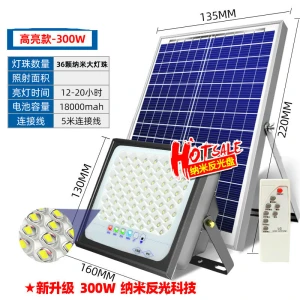 高亮款-300W
135MM
灯珠数量 36颗纳米大灯珠
照射面积
亮灯时间 12-20小时
电池容量 18000mah
连接线 5米连接线
220MM
HOTSALE
纳米反光盘
130MM
160MM
★新升级 300W 纳米反光科技